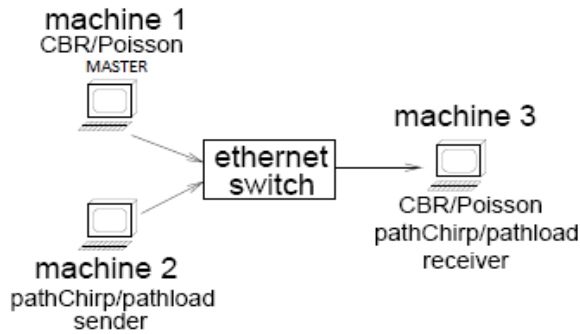 machine 1
CBR/Poisson
MASTER
machine 3
ethernet
switch
CBR/Poisson
pathChirp/pathload
receiver
machine 2
pathChirp/pathload
sender